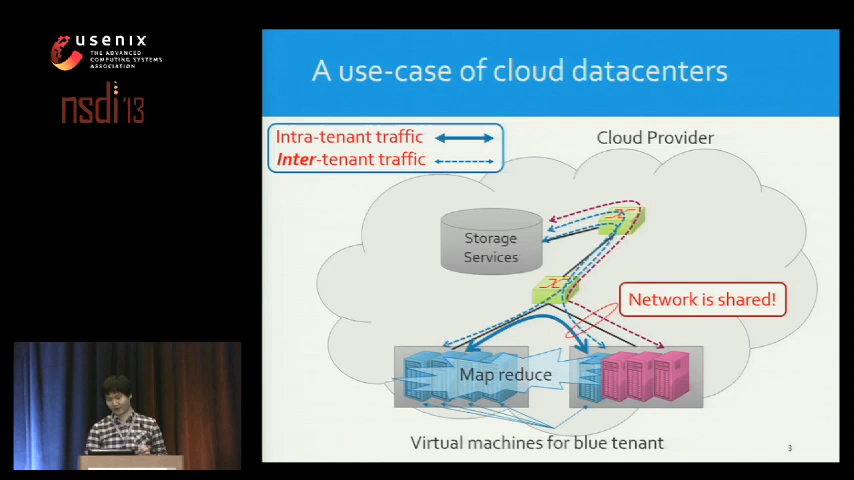 usenix
THE ADVANCED
COMPUTING SYSTEMS
ASSOCIATION
nsdi '13
A use-case of cloud datacenters
Intra-tenant traffic
Inter-tenant traffic
Cloud Provider
Storage
Services
Network is shared!
Map reduce
Virtual machines for blue tenant
3